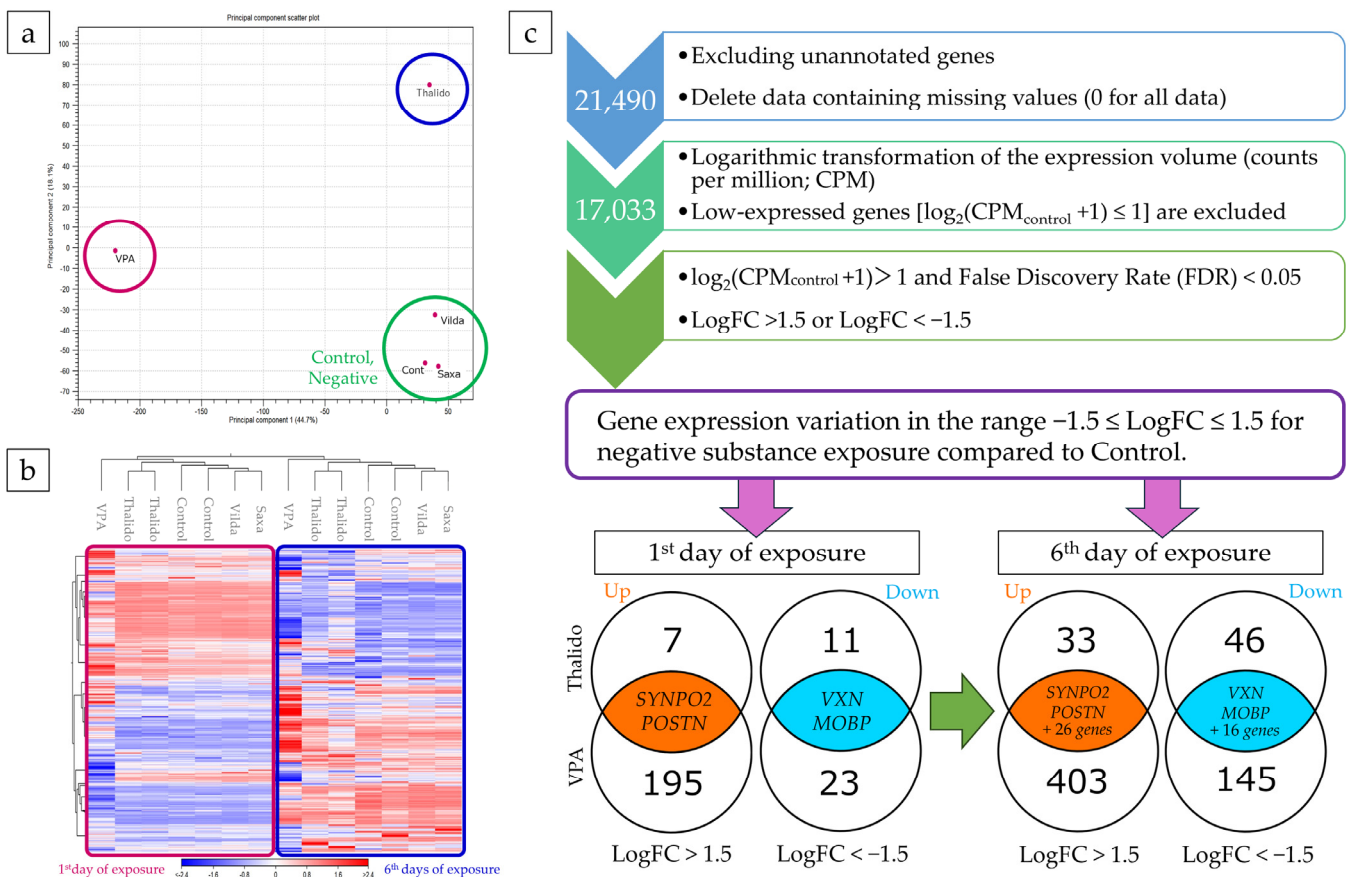 a
Principal component scatter plot
Principal component 2 (18.1%)
100
90
80
70
60
50
40
30
20
10
0
-10
-20
-30
-40
-50
-60
-70
Thalido
VPA
Vilda
Cont
Saxa
Control,
Negative
-250
-200
-150
-100
-50
0
50
Principal component 1 (44.7%)
b
VPA
Thalido
Thalido
Control
Control
Vilda
Saxa
VPA
Thalido
Thalido
Control
Control
Vilda
Saxa
1st day of exposure
≤-2.4
-1.6
-0.8
0
0.8
1.6
>2.4
6th days of exposure
c
21,490
•Excluding unannotated genes
•Delete data containing missing values (0 for all data)
17,033
•Logarithmic transformation of the expression volume (counts
per million; CPM)
•Low-expressed genes [log2(CPMcontrol +1) ≤ 1] are excluded
•log2(CPMcontrol +1) > 1 and False Discovery Rate (FDR) < 0.05
•LogFC >1.5 or LogFC < −1.5
Gene expression variation in the range −1.5 ≤ LogFC ≤ 1.5 for
negative substance exposure compared to Control.
1st day of exposure
Up
Down
Thalido
VPA
7
SYNPO2
POSTN
195
11
VXN
MOBP
23
LogFC > 1.5
LogFC < −1.5
6th day of exposure
Up
Down
33
SYNPO2
POSTN
+ 26 genes
403
46
VXN
MOBP
+ 16 genes
145
LogFC > 1.5
LogFC < −1.5